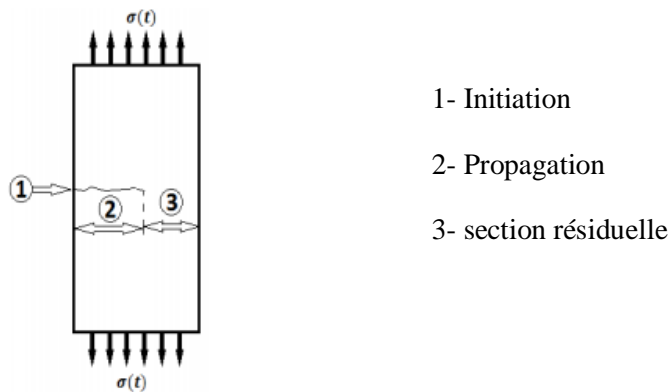 σ(t)
1- Initiation
2- Propagation
1
2
3
3- section résiduelle
σ(t)